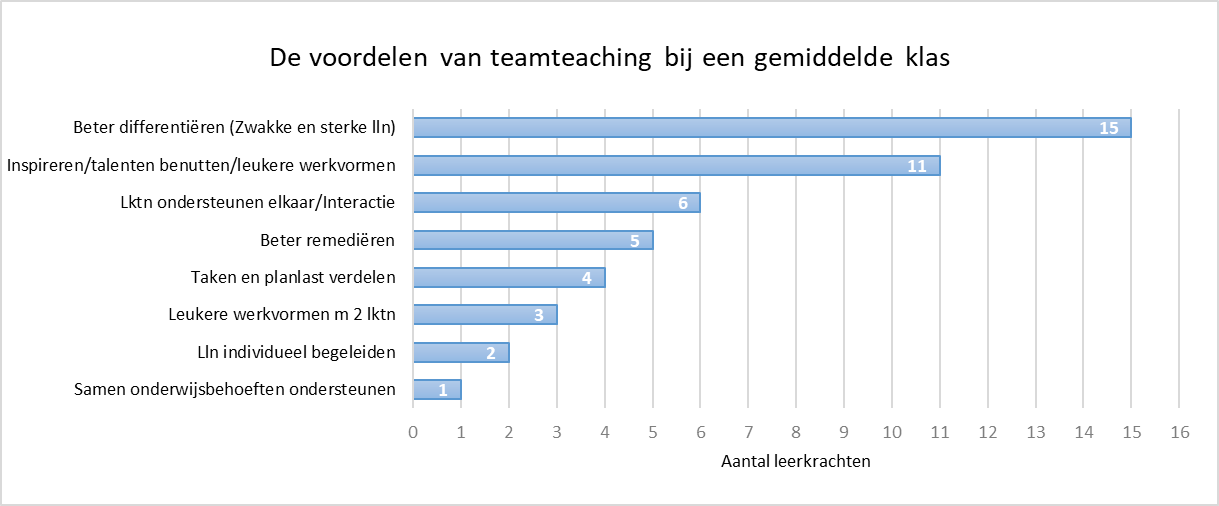 De voordelen van teamteaching bij een gemiddelde klas
Beter differentiëren (Zwakke en sterke lln) 15
Inspireren/talenten benutten/leukere werkvormen 11
Lktn ondersteunen elkaar/Interactie 6
Beter remediëren 5
Taken en planlast verdelen 4
Leukere werkvormen m 2 lktn 3
Lln individueel begeleiden 2
Samen onderwijsbehoeften ondersteunen 1
0 1 2 3 4 5 6 7 8 9 10 11 12 13 14 15 16
Aantal leerkrachten